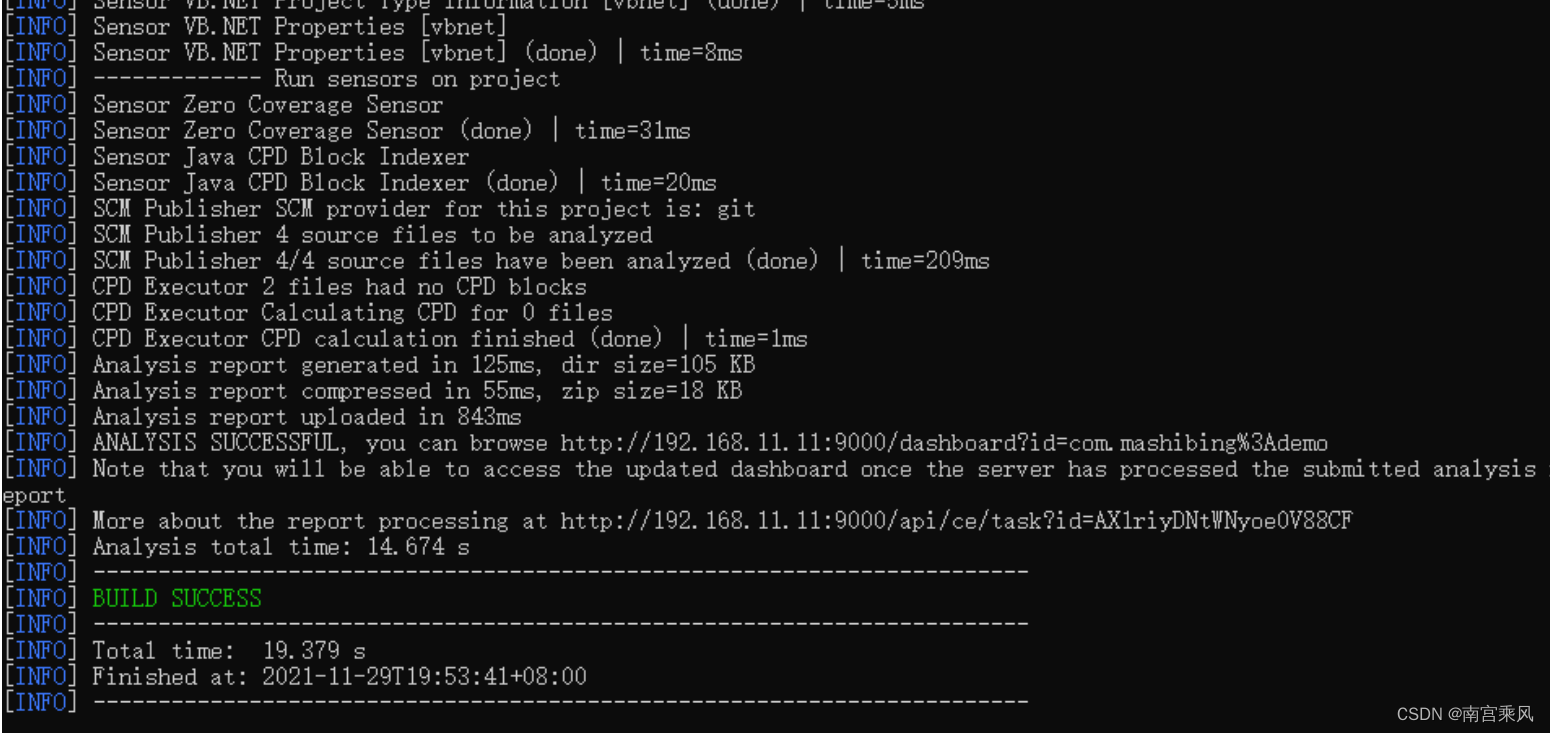 [INFO] Sensor VB.NET Project Type Information [vbnet] (done) | time=5ms
[INFO] Sensor VB.NET Properties [vbnet]
[INFO] Sensor VB.NET Properties [vbnet] (done) | time=8ms
[INFO] ------------- Run sensors on project
[INFO] Sensor Zero Coverage Sensor
[INFO] Sensor Zero Coverage Sensor (done) | time=31ms
[INFO] Sensor Java CPD Block Indexer
[INFO] Sensor Java CPD Block Indexer (done) | time=20ms
[INFO] SCM Publisher SCM provider for this project is: git
[INFO] SCM Publisher 4 source files to be analyzed
[INFO] SCM Publisher 4/4 source files have been analyzed (done) | time=209ms
[INFO] CPD Executor 2 files had no CPD blocks
[INFO] CPD Executor Calculating CPD for 0 files
[INFO] CPD Executor CPD calculation finished (done) | time=1ms
[INFO] Analysis report generated in 125ms, dir size=105 KB
[INFO] Analysis report compressed in 55ms, zip size=18 KB
[INFO] Analysis report uploaded in 843ms
[INFO] ANALYSIS SUCCESSFUL, you can browse http://192.168.11.11:9000/dashboard?id=com.mashibing%3Ademo
[INFO] Note that you will be able to access the updated dashboard once the server has processed the submitted analysis
eport
[INFO] More about the report processing at http://192.168.11.11:9000/api/ce/task?id=AX1riyDNtWNyoe0V88CF
[INFO] Analysis total time: 14.674 s
[INFO] ------------------------------------------------------------------------
[INFO] BUILD SUCCESS
[INFO] ------------------------------------------------------------------------
[INFO] Total time:  19.379 s
[INFO] Finished at: 2021-11-29T19:53:41+08:00
[INFO] ------------------------------------------------------------------------
CSDN @南宫乘风